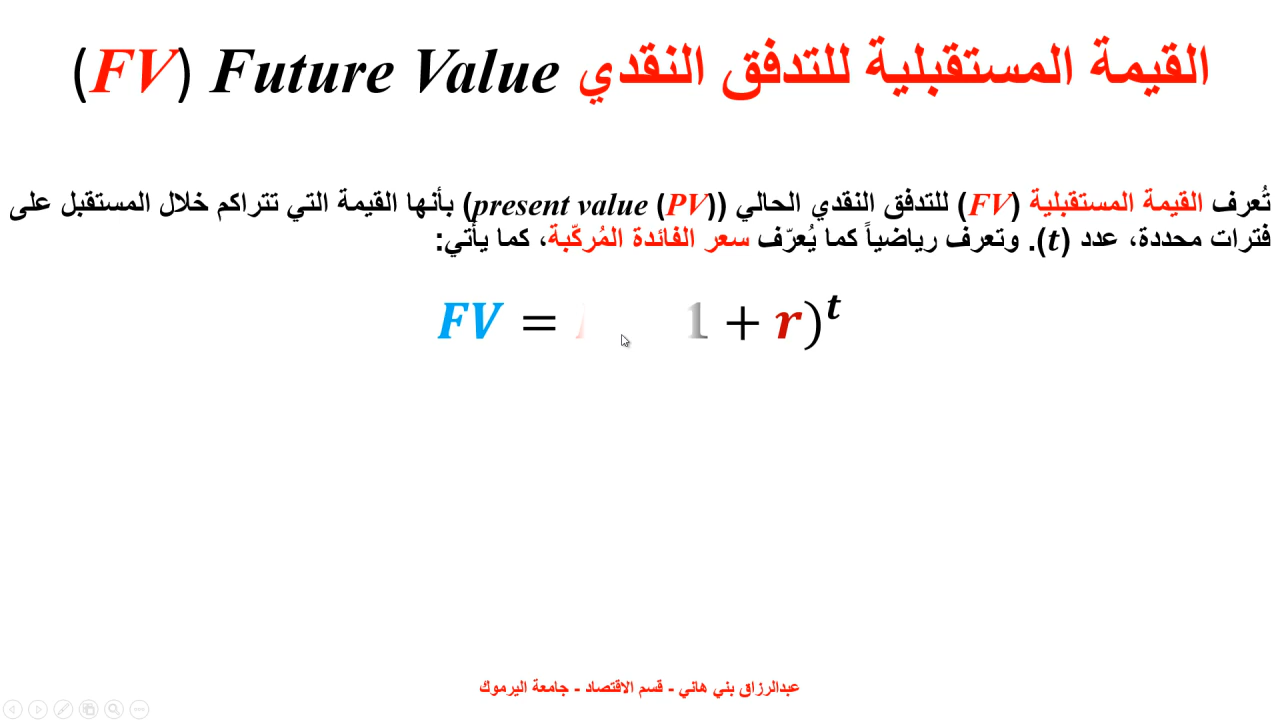 القيمة المستقبلية للتدفق النقدي Future Value (FV)
تُعرف القيمة المستقبلية (FV) للتدفق النقدي الحالي (present value (PV)) بأنها القيمة التي تتراكم خلال المستقبل على
فترات محددة، عدد (t). وتعرف رياضياً كما يُعرّف سعر الفائدة المُركّبة، كما يأتي:
FV = 1 + r)^t
عبدالرزاق بني هاني - قسم الاقتصاد - جامعة اليرموك